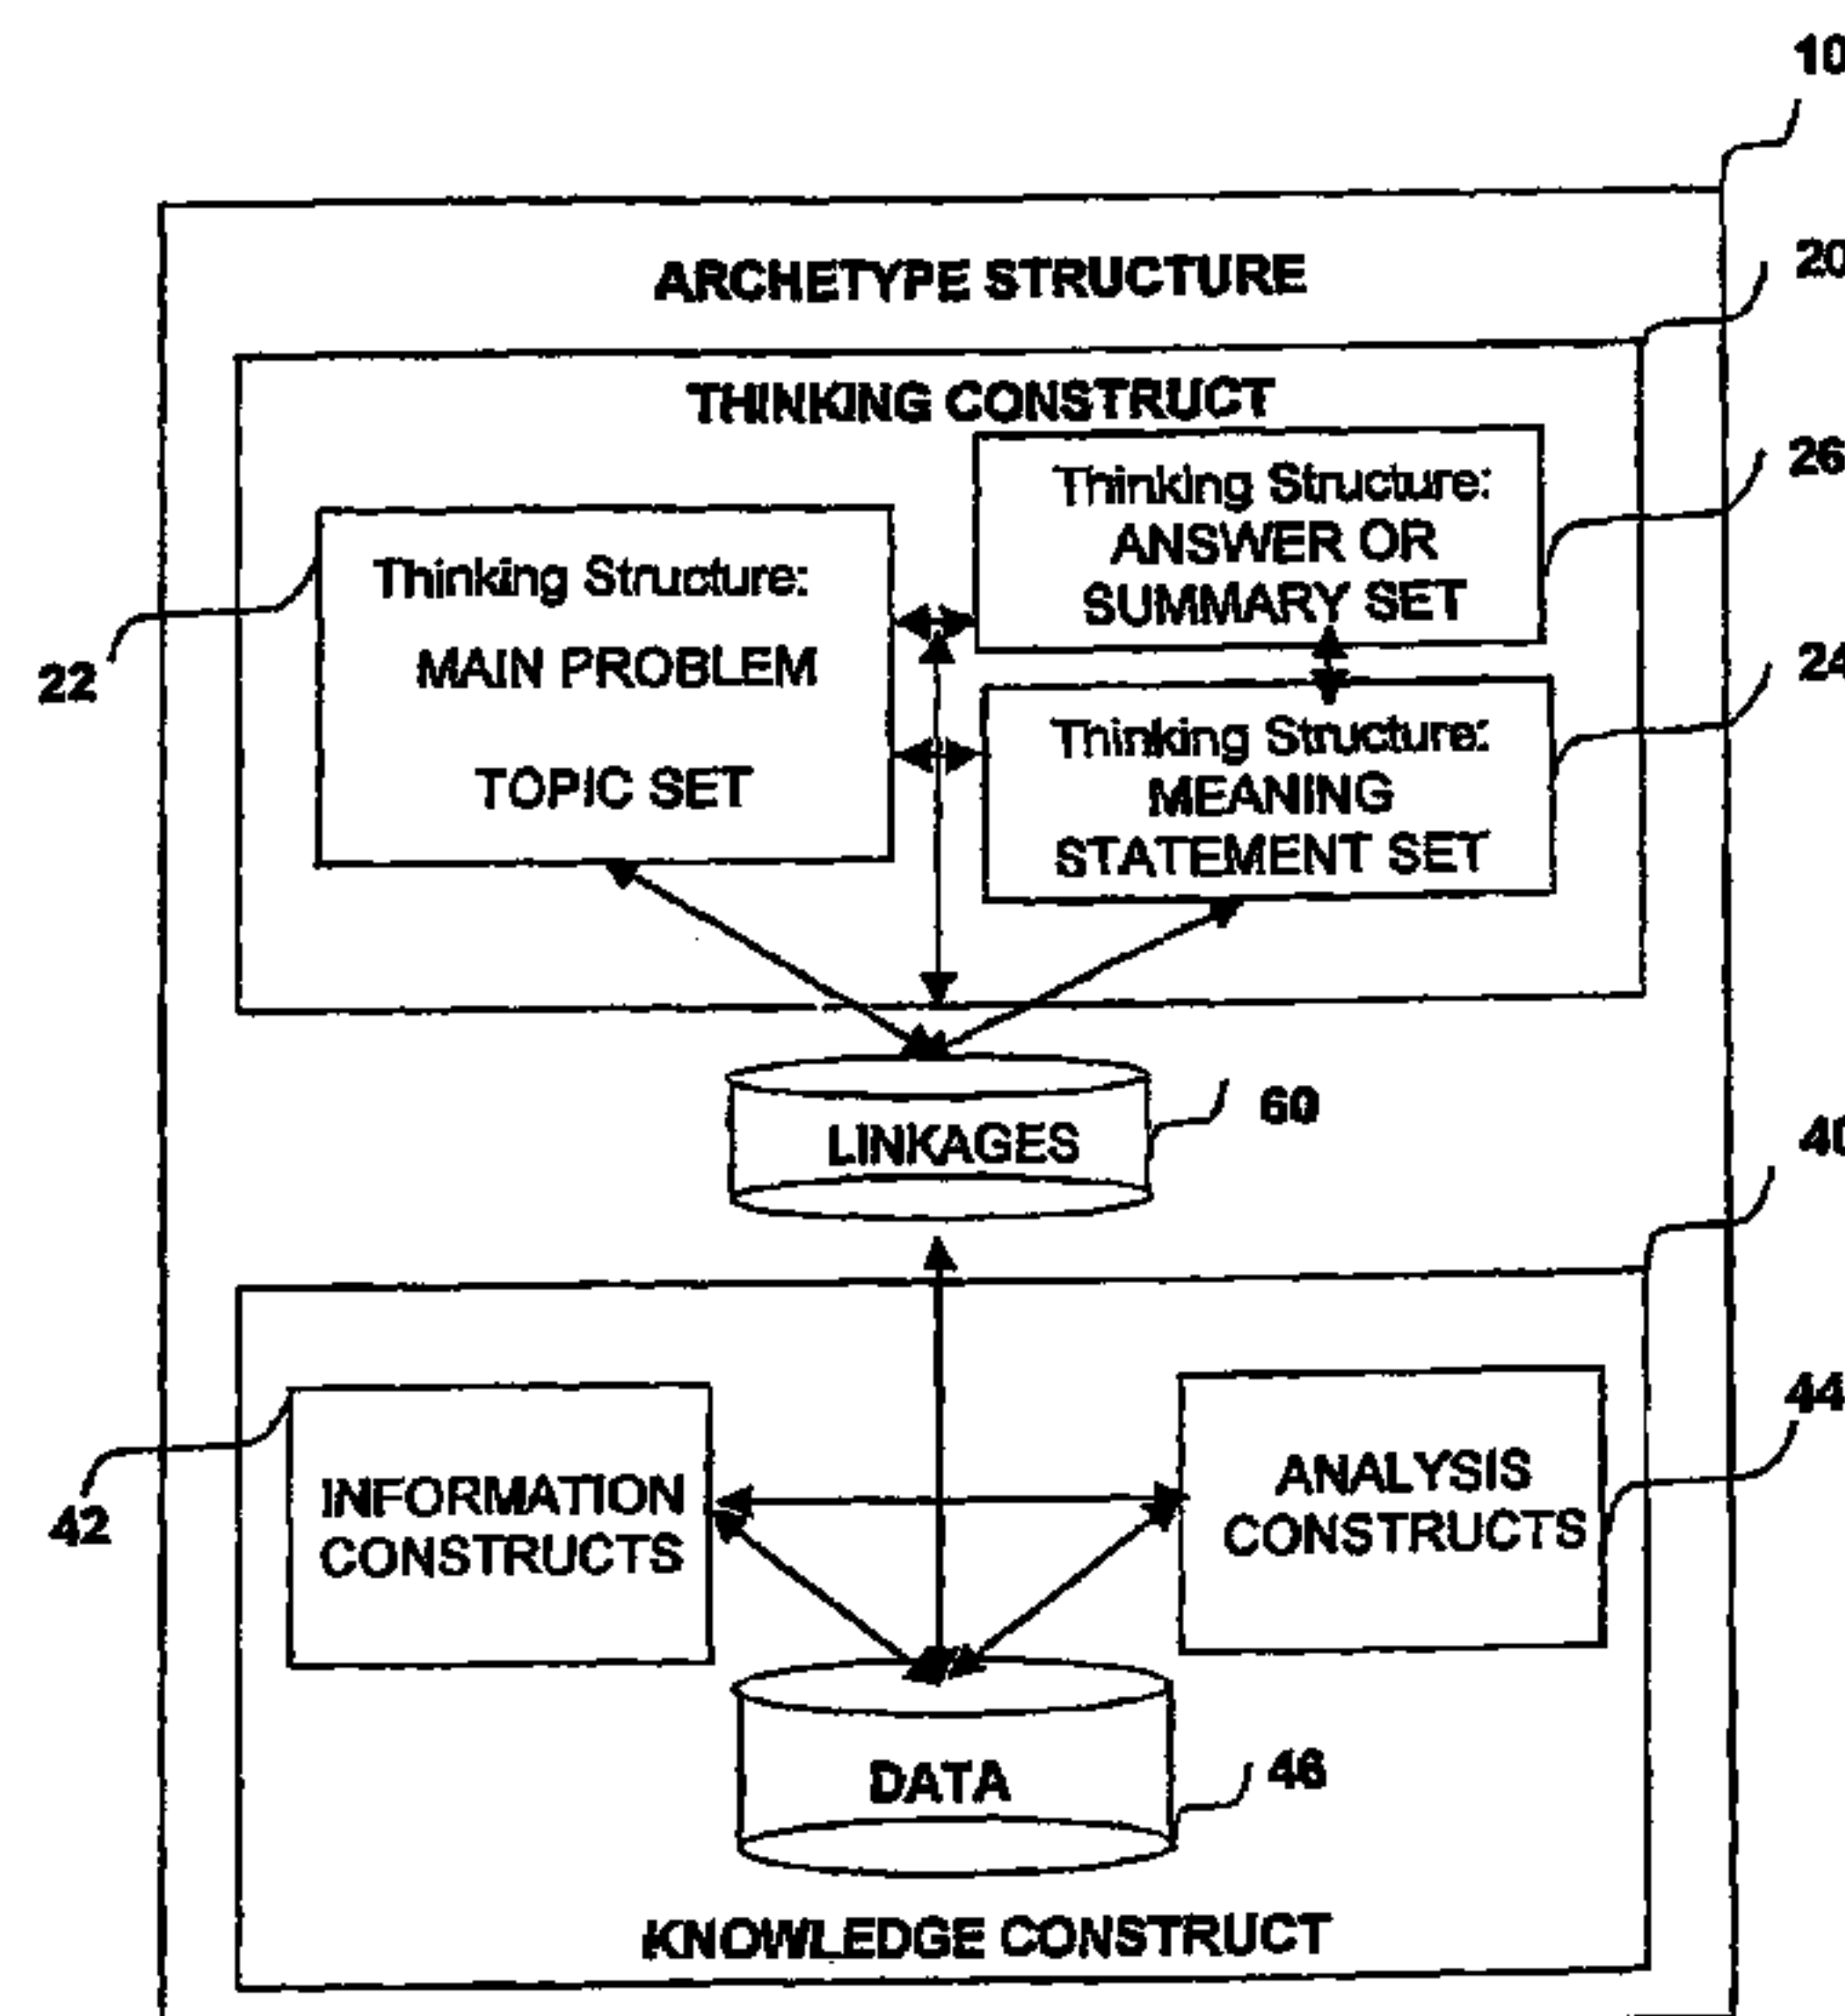 10
ARCHETYPE STRUCTURE
20
THINKING CONSTRUCT
26
Thinking Structure:
ANSWER OR
SUMMARY SET
22
Thinking Structure:
MAIN PROBLEM
TOPIC SET
24
Thinking Structure:
MEANING
STATEMENT SET
LINKAGES
60
40
42
INFORMATION
CONSTRUCTS
44
ANALYSIS
CONSTRUCTS
DATA
46
KNOWLEDGE CONSTRUCT